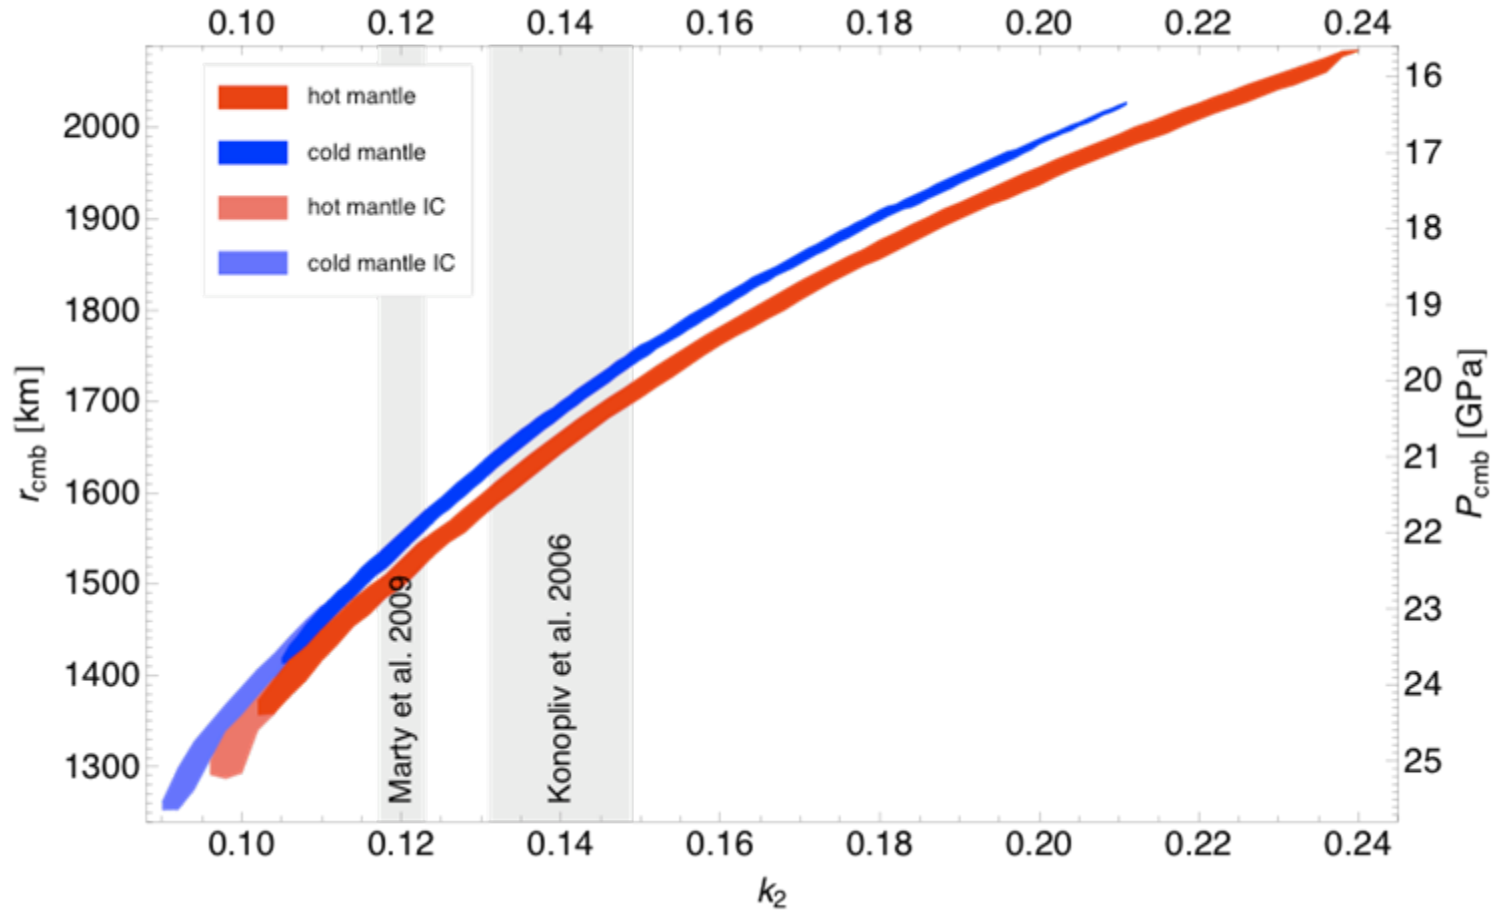 0.10 0.12 0.14 0.16 0.18 0.20 0.22 0.24
hot mantle
cold mantle
hot mantle IC
cold mantle IC
2000
1900
1800
1700
1600
1500
1400
1300
r_cmb [km]
16
17
18
19
20
21
22
23
24
25
P_cmb [GPa]
Marty et al. 2009
Konopliv et al. 2006
0.10 0.12 0.14 0.16 0.18 0.20 0.22 0.24
k_2